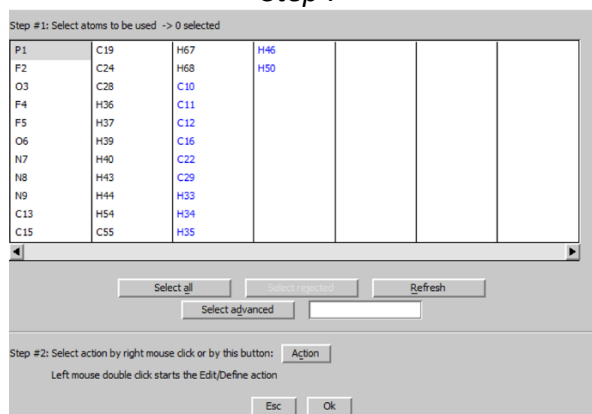 Step #1: Select atoms to be used -> 0 selected
P1 C19 H67 H46
F2 C24 H68 H50
O3 C28 C10
F4 H36 C11
F5 H37 C12
O6 H39 C16
N7 H40 C22
N8 H43 C29
N9 H44 H33
C13 H54 H34
C15 C55 H35
Select all Select rejected Refresh
Select advanced
Step #2: Select action by right mouse click or by this button: Action
Left mouse double click starts the Edit/Define action
Esc Ok